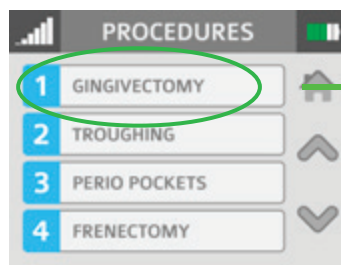 PROCEDURES
1 GINGIVECTOMY
2 TROUGHING
3 PERIO POCKETS
4 FRENECTOMY